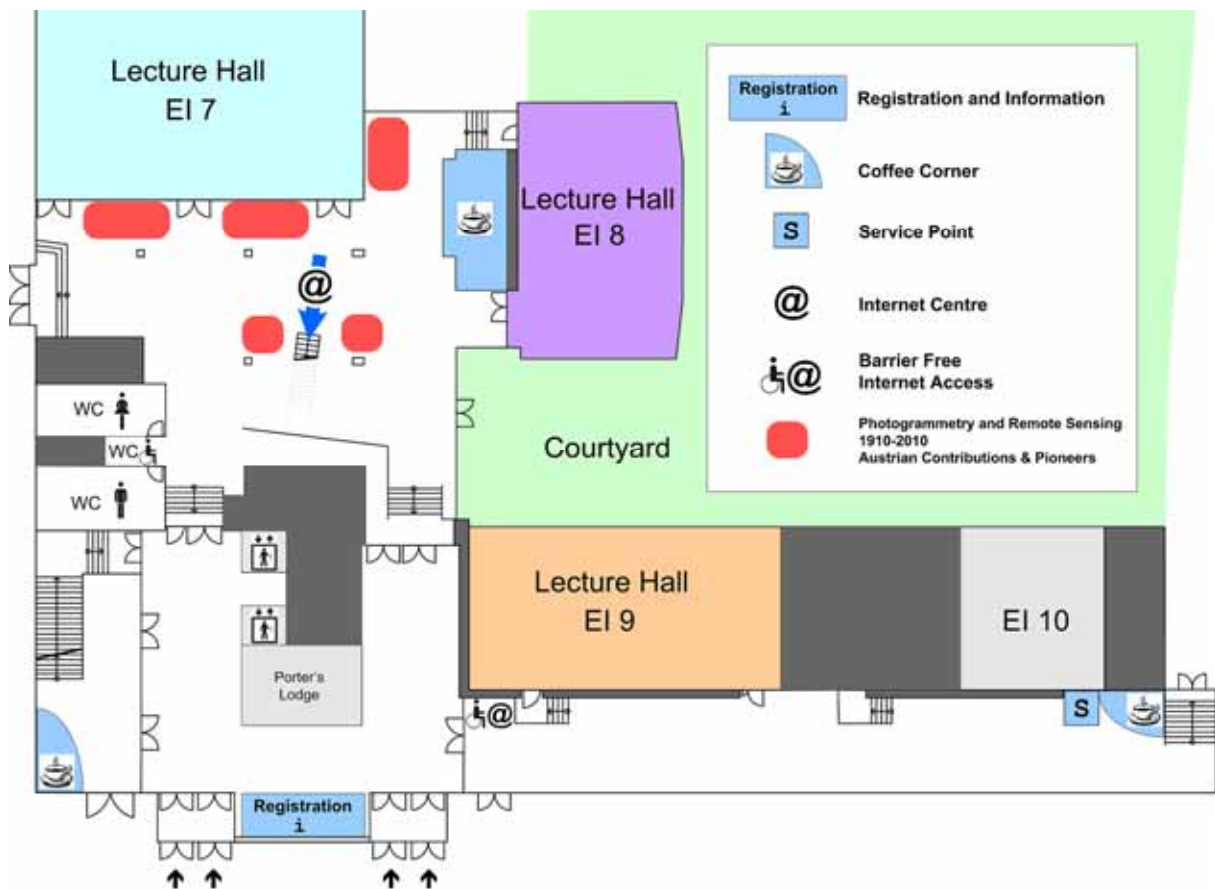 Lecture Hall
EI 7
Lecture Hall
EI 8
@
WC
WC
WC
Courtyard
Lecture Hall
EI 9
EI 10
Porter's
Lodge
@
S
Registration
i
Registration
i
Registration and Information
Coffee Corner
S
Service Point
@
Internet Centre
@
Barrier Free
Internet Access
Photogrammetry and Remote Sensing
1910-2010
Austrian Contributions & Pioneers